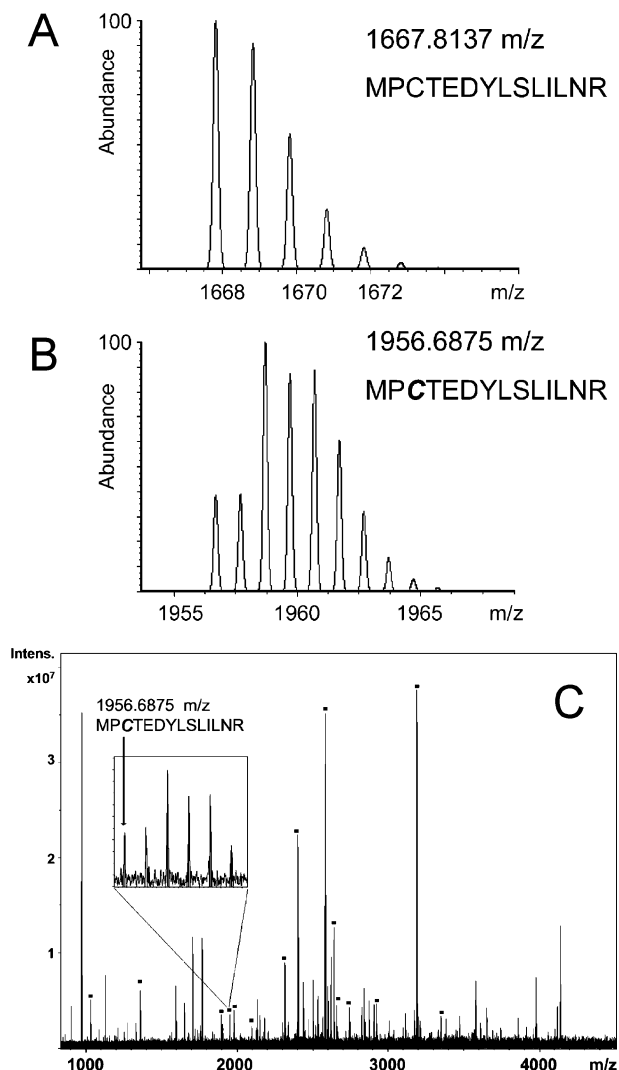 A
100
Abundance
1667.8137 m/z
MPCTEDYLSLILNR
1668 1670 1672 m/z
B
100
Abundance
1956.6875 m/z
MPCTEDYLSLILNR
1955 1960 1965 m/z
Intens.
x10⁷
C
1956.6875 m/z
MPCTEDYLSLILNR
3
2
1
1000 2000 3000 4000 m/z